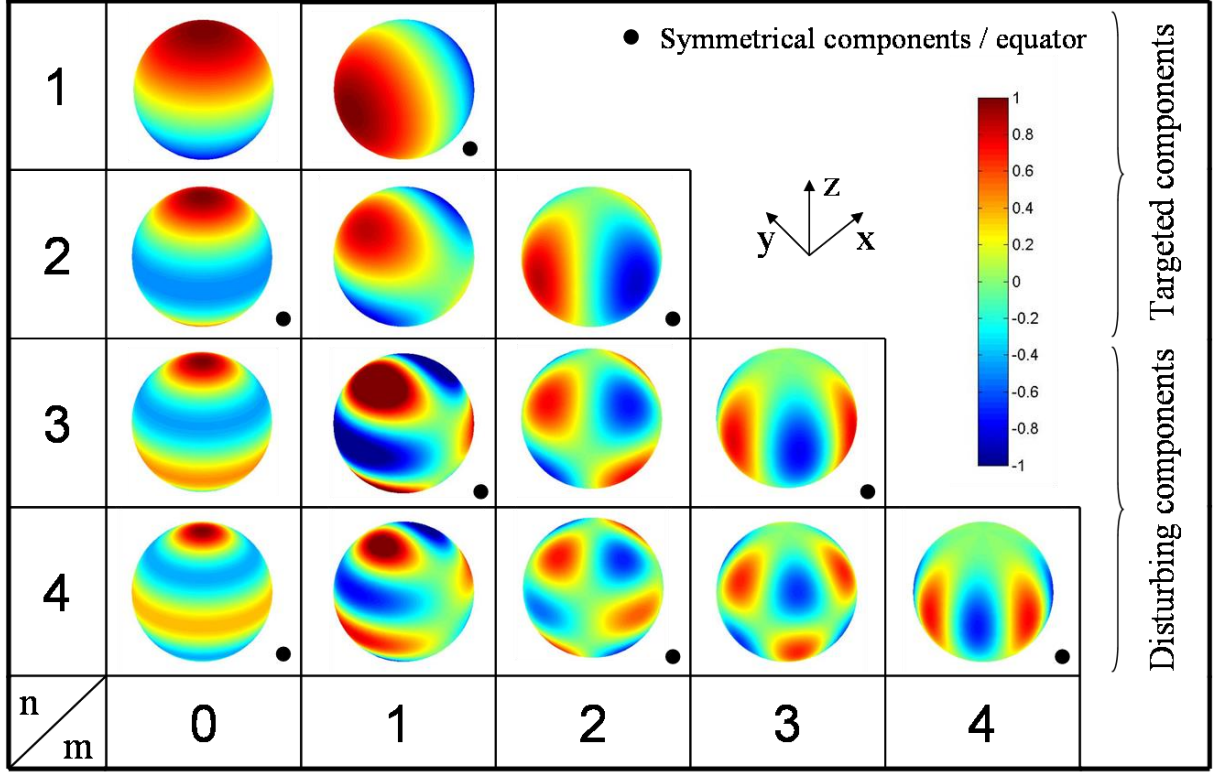 1
● Symmetrical components / equator
1
0.8
0.6
0.4
0.2
0
-0.2
-0.4
-0.6
-0.8
-1
z
y
x
Targeted components
2
3
Disturbing components
4
n
m
0
1
2
3
4